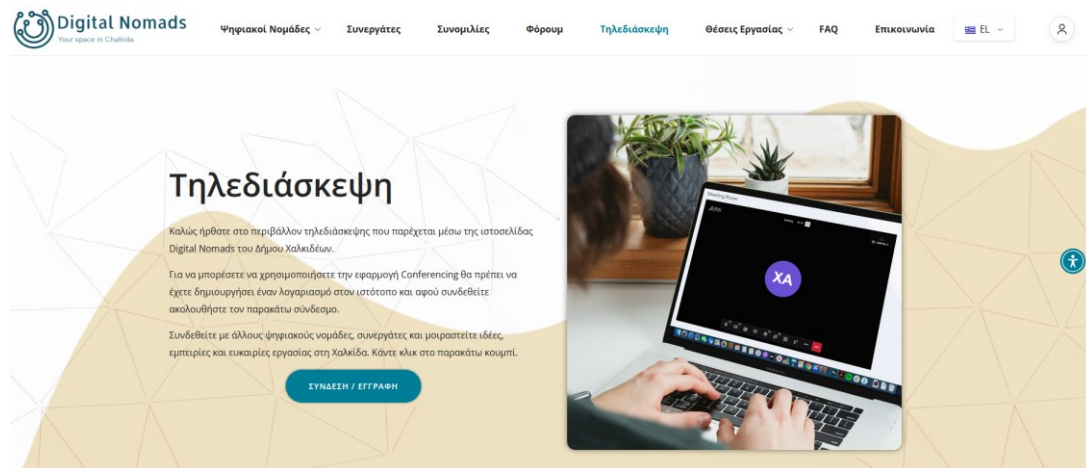 Digital Nomads
Your space in Chalkida
Ψηφιακοί Νομάδες
Συνεργάτες
Συνομιλίες
Φόρουμ
Τηλεδιάσκεψη
Θέσεις Εργασίας
FAQ
Επικοινωνία
EL
Τηλεδιάσκεψη
Καλώς ήρθατε στο περιβάλλον τηλεδιάσκεψης που παρέχεται μέσω της ιστοσελίδας
Digital Nomads του Δήμου Χαλκιδέων.
Για να μπορέσετε να χρησιμοποιήσετε την εφαρμογή Conferencing θα πρέπει να
έχετε δημιουργήσει έναν λογαριασμό στον ιστότοπο και αφού συνδεθείτε
ακολουθήστε τον παρακάτω σύνδεσμο.
Συνδεθείτε με άλλους ψηφιακούς νομάδες, συνεργάτες και μοιραστείτε ιδέες,
εμπειρίες και ευκαιρίες εργασίας στη Χαλκίδα. Κάντε κλικ στο παρακάτω κουμπί.
ΣΥΝΔΕΣΗ / ΕΓΓΡΑΦΗ
Meeting Room
XA